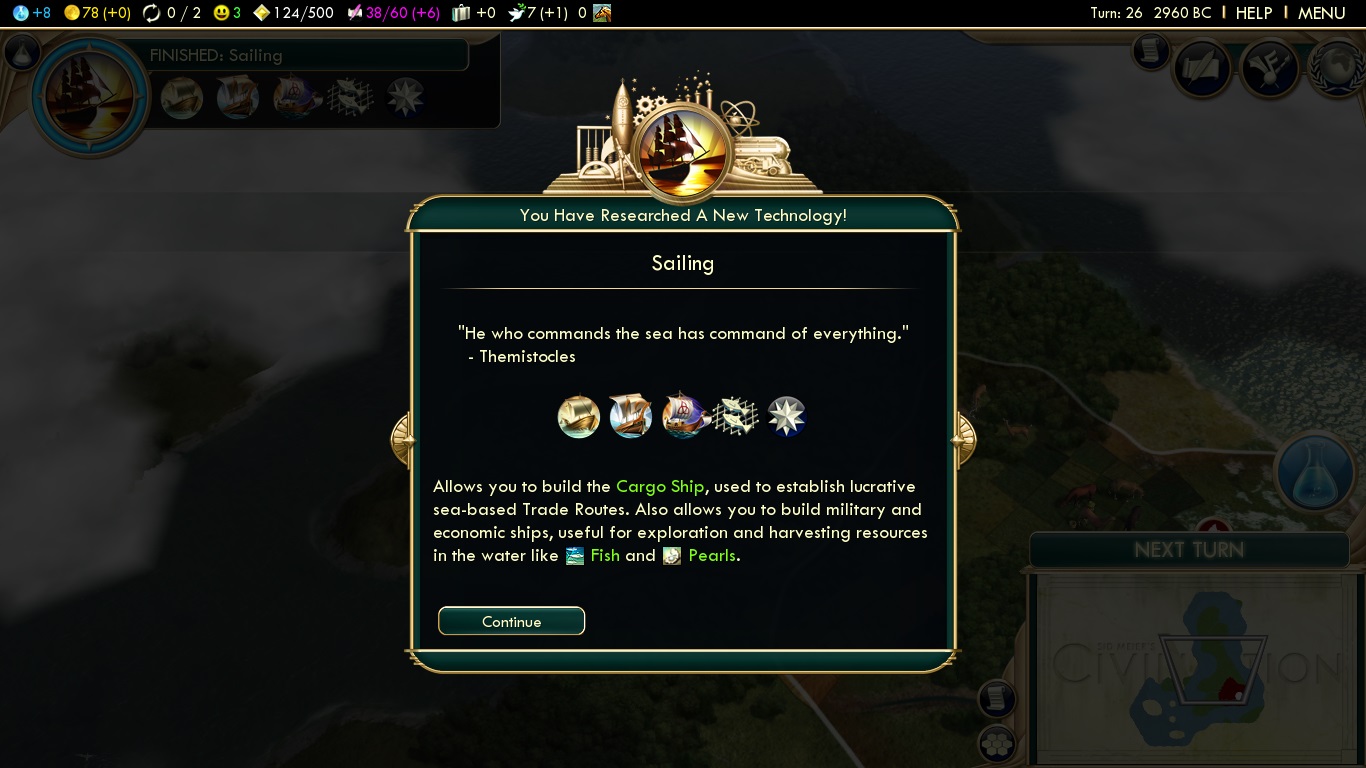 +8 78 (+0) 0 / 2 3 124/500 38/60 (+6) +0 7 (+1) 0 Turn: 26 2960 BC HELP MENU
FINISHED: Sailing
You Have Researched A New Technology!
Sailing
"He who commands the sea has command of everything."
- Themistocles
Allows you to build the Cargo Ship, used to establish lucrative
sea-based Trade Routes. Also allows you to build military and
economic ships, useful for exploration and harvesting resources
in the water like Fish and Pearls.
Continue
NEXT TURN
SID MEIER'S
CIVILIZATION